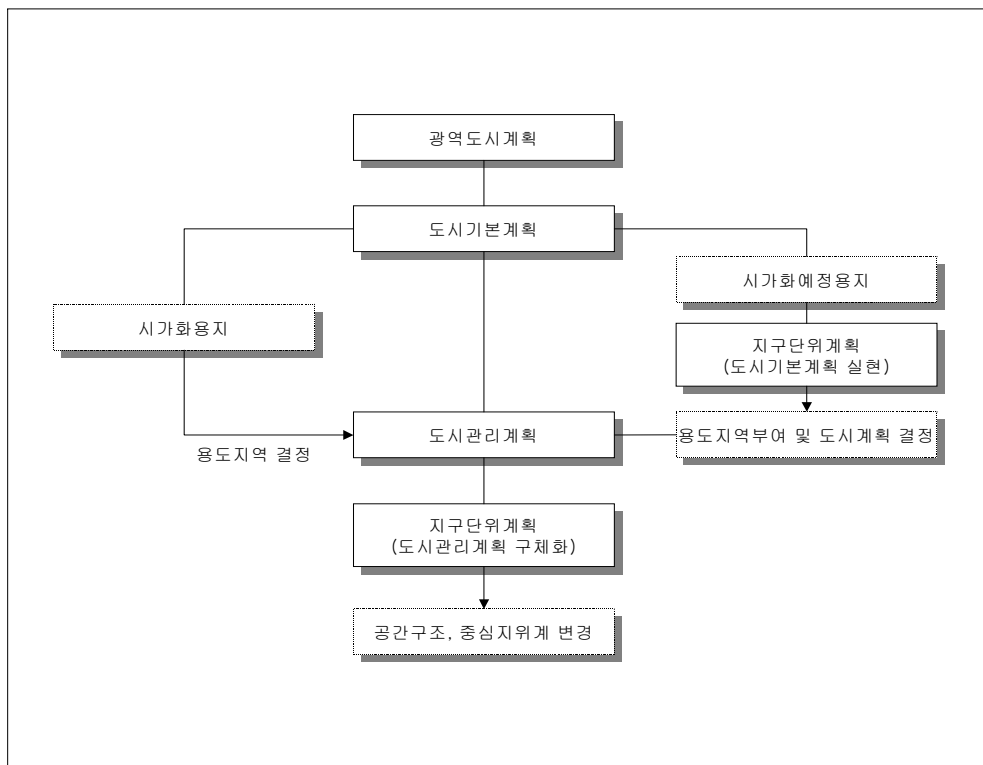 광역도시계획
도시기본계획
시가화예정용지
시가화용지
지구단위계획
(도시기본계획 실현)
도시관리계획
용도지역부여 및 도시계획 결정
용도지역 결정
지구단위계획
(도시관리계획 구체화)
공간구조, 중심지위계 변경